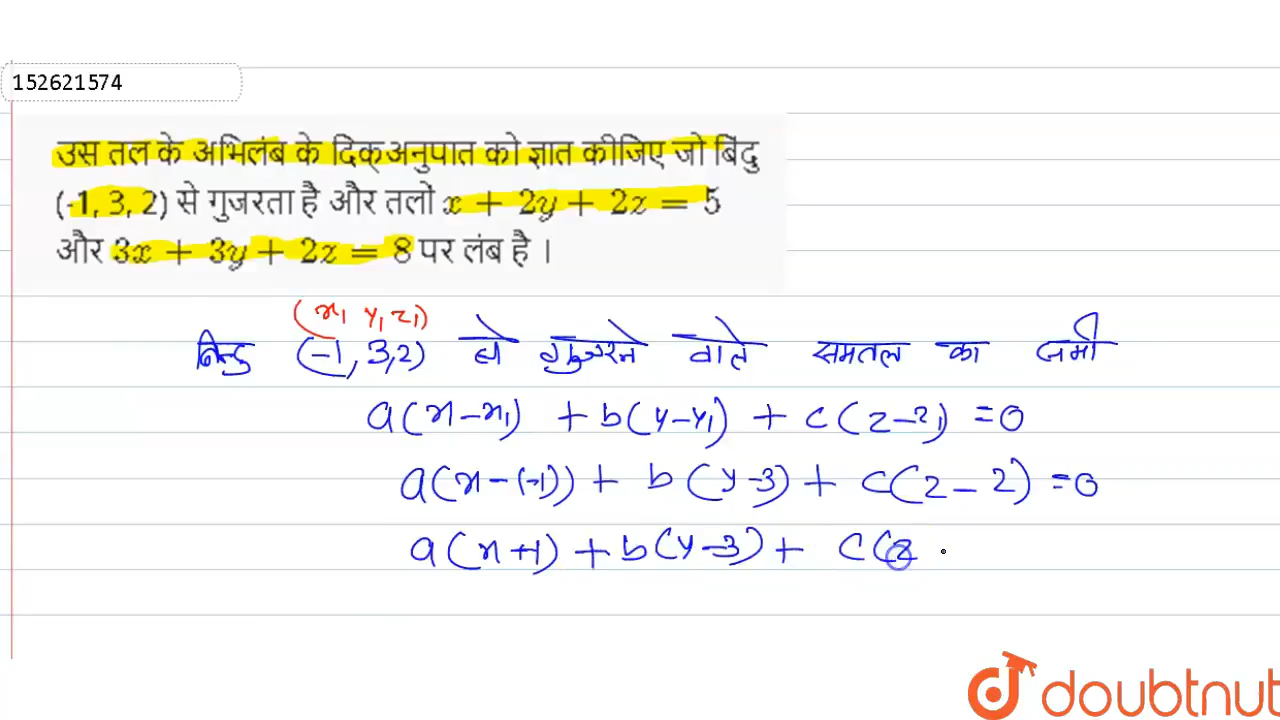 152621574
उस तल के अभिलंब के दिक्अनुपात को ज्ञात कीजिए जो बिंदु
(-1, 3, 2) से गुजरता है और तलों x + 2y + 2z = 5
और 3x + 3y + 2z = 8 पर लंब है ।
(x₁ y₁ z₁)
बिन्दु (-1, 3,2) से गुजरने वाले समतल का समी
a(x-x₁) + b(y-y₁) + c(z-z₁) = 0
a(x-(-1)) + b(y-3) + c(z-2) = 0
a(x+1) + b(y-3) + c(z
doubtnut